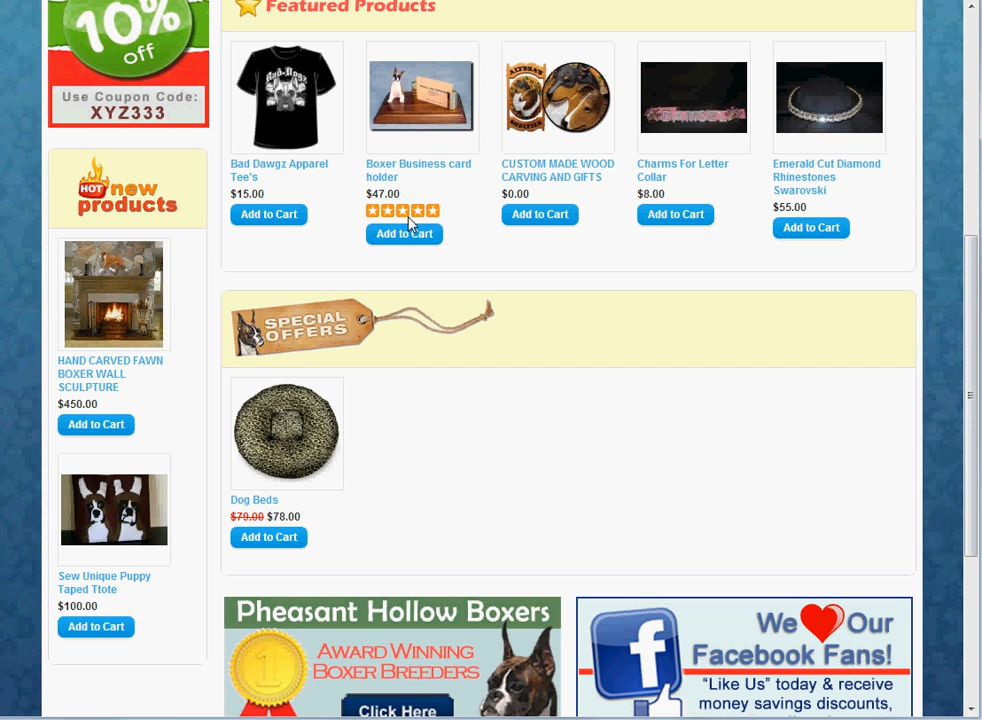 10%
off
Use Coupon Code:
XYZ333
HOT new
products
HAND CARVED FAWN
BOXER WALL
SCULPTURE
$450.00
Add to Cart
Sew Unique Puppy
Taped Ttote
$100.00
Add to Cart
Featured Products
Bad Dawgz Apparel
Tee's
$15.00
Add to Cart
Boxer Business card
holder
$47.00
Add to Cart
ALYSSA'S
SHELTIES
CUSTOM MADE WOOD
CARVING AND GIFTS
$0.00
Add to Cart
Charms For Letter
Collar
$8.00
Add to Cart
Emerald Cut Diamond
Rhinestones
Swarovski
$55.00
Add to Cart
SPECIAL
OFFERS
Dog Beds
$79.00 $78.00
Add to Cart
Pheasant Hollow Boxers
1
AWARD WINNING
BOXER BREEDERS
Click Here
f
We Our
Facebook Fans!
“Like Us” today & receive
money savings discounts,